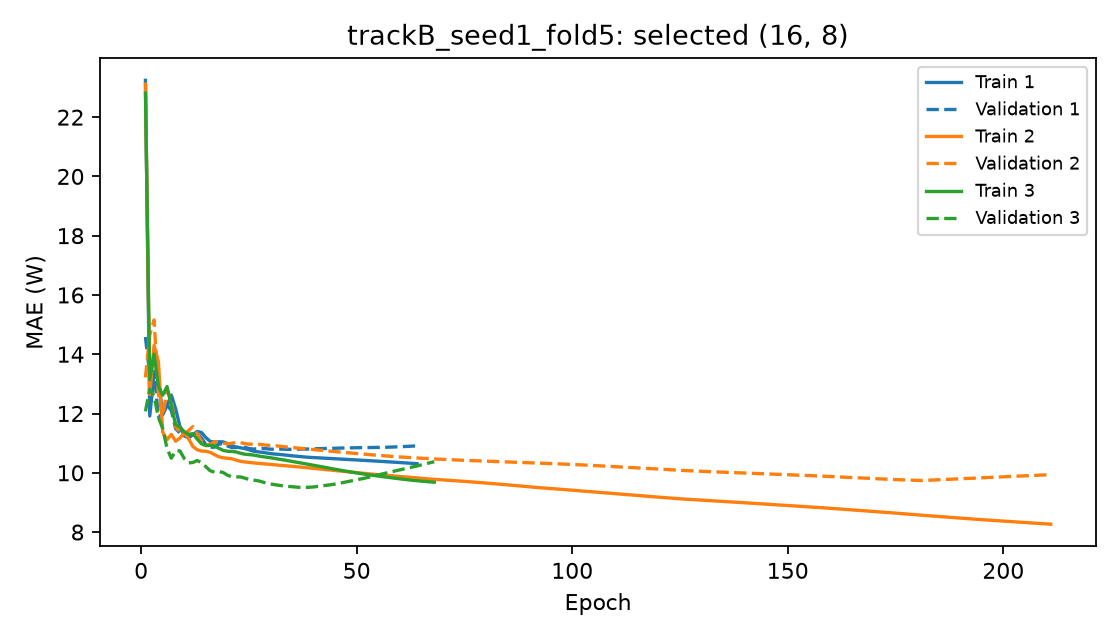 trackB_seed1_fold5: selected (16, 8)
Train 1
Validation 1
Train 2
Validation 2
Train 3
Validation 3
MAE (W)
22
20
18
16
14
12
10
8
0 50 100 150 200
Epoch